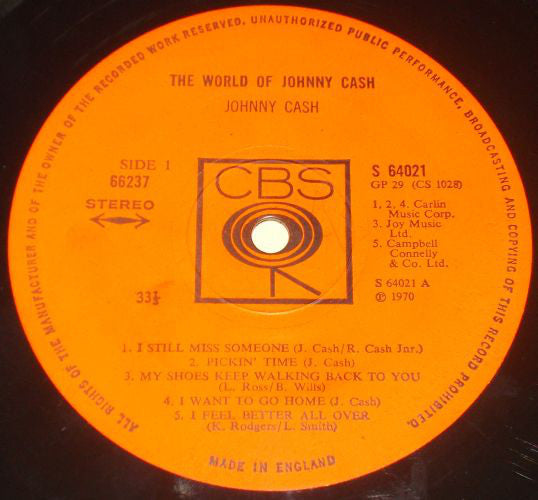 ALL RIGHTS OF THE MANUFACTURER AND OF THE OWNER OF THE RECORDED WORK RESERVED. UNAUTHORIZED PUBLIC PERFORMANCE, BROADCASTING AND COPYING OF THIS RECORD PROHIBITED.
THE WORLD OF JOHNNY CASH
JOHNNY CASH
SIDE 1
66237
STEREO
33⅓
CBS
S 64021
GP 29 (CS 1028)
1, 2, 4. Carlin
Music Corp.
3. Joy Music
Ltd.
5. Campbell
Connelly
& Co. Ltd.
S 64021 A
℗ 1970
1. I STILL MISS SOMEONE (J. Cash/R. Cash Jnr.)
2. PICKIN' TIME (J. Cash)
3. MY SHOES KEEP WALKING BACK TO YOU
(L. Ross/B. Wills)
4. I WANT TO GO HOME (J. Cash)
5. I FEEL BETTER ALL OVER
(K. Rodgers/L. Smith)
MADE IN ENGLAND